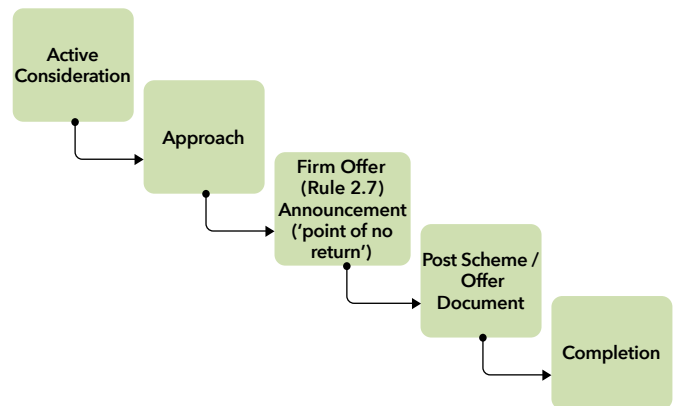 Active
Consideration
Approach
Firm Offer
(Rule 2.7)
Announcement
(‘point of no
return’)
Post Scheme /
Offer
Document
Completion